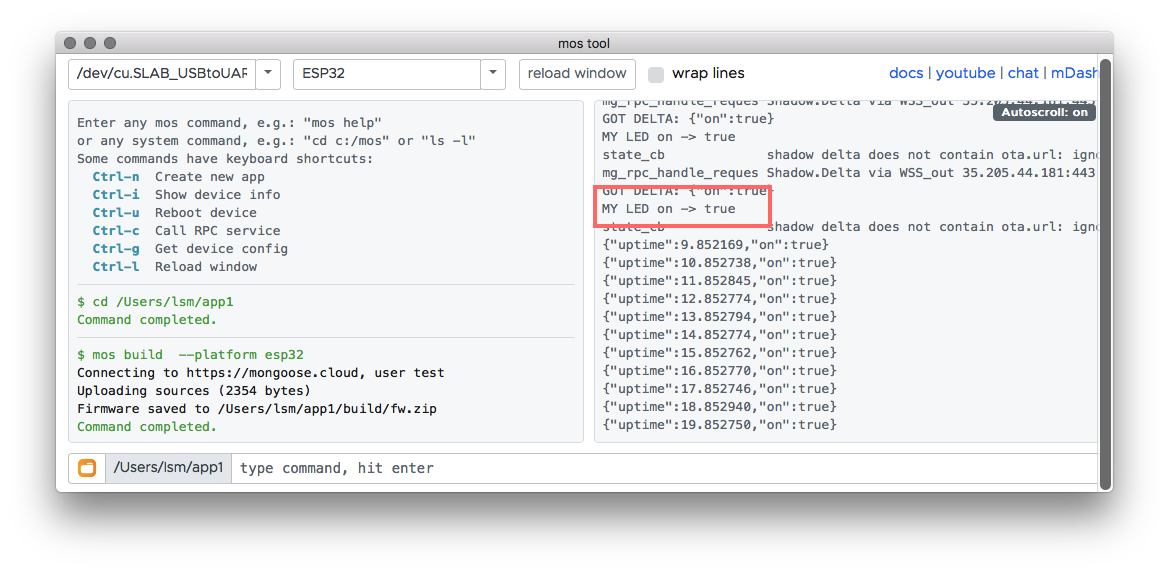 mos tool
/dev/cu.SLAB_USBtoUAR
ESP32
reload window
wrap lines
docs | youtube | chat | mDash
Enter any mos command, e.g.: "mos help"
or any system command, e.g.: "cd c:/mos" or "ls -l"
Some commands have keyboard shortcuts:
Ctrl-n Create new app
Ctrl-i Show device info
Ctrl-u Reboot device
Ctrl-c Call RPC service
Ctrl-g Get device config
Ctrl-l Reload window
$ cd /Users/lsm/app1
Command completed.
$ mos build --platform esp32
Connecting to https://mongoose.cloud, user test
Uploading sources (2354 bytes)
Firmware saved to /Users/lsm/app1/build/fw.zip
Command completed.
mg_rpc_handle_reques Shadow.Delta via WSS_out 35.205.44.181:443
Autoscroll: on
GOT DELTA: {"on":true}
MY LED on -> true
state_cb shadow delta does not contain ota.url: igno
mg_rpc_handle_reques Shadow.Delta via WSS_out 35.205.44.181:443
GOT DELTA: {"on":true}
MY LED on -> true
state_cb shadow delta does not contain ota.url: igno
{"uptime":9.852169,"on":true}
{"uptime":10.852738,"on":true}
{"uptime":11.852845,"on":true}
{"uptime":12.852774,"on":true}
{"uptime":13.852794,"on":true}
{"uptime":14.852774,"on":true}
{"uptime":15.852762,"on":true}
{"uptime":16.852770,"on":true}
{"uptime":17.852746,"on":true}
{"uptime":18.852940,"on":true}
{"uptime":19.852750,"on":true}
/Users/lsm/app1
type command, hit enter